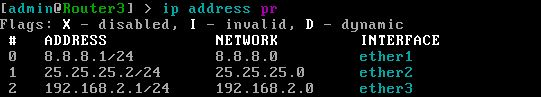 [admin@Router3] > ip address pr
Flags: X - disabled, I - invalid, D - dynamic
# ADDRESS NETWORK INTERFACE
0 8.8.8.1/24 8.8.8.0 ether1
1 25.25.25.2/24 25.25.25.0 ether2
2 192.168.2.1/24 192.168.2.0 ether3